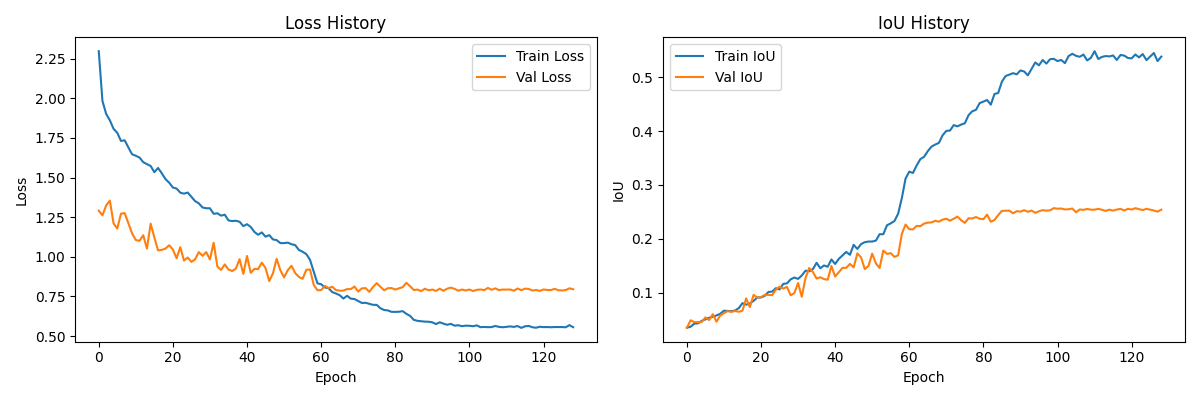 Loss History
2.25
2.00
1.75
1.50
1.25
1.00
0.75
0.50
Loss
Train Loss
Val Loss
0 20 40 60 80 100 120
Epoch
IoU History
0.5
0.4
0.3
0.2
0.1
IoU
Train IoU
Val IoU
0 20 40 60 80 100 120
Epoch